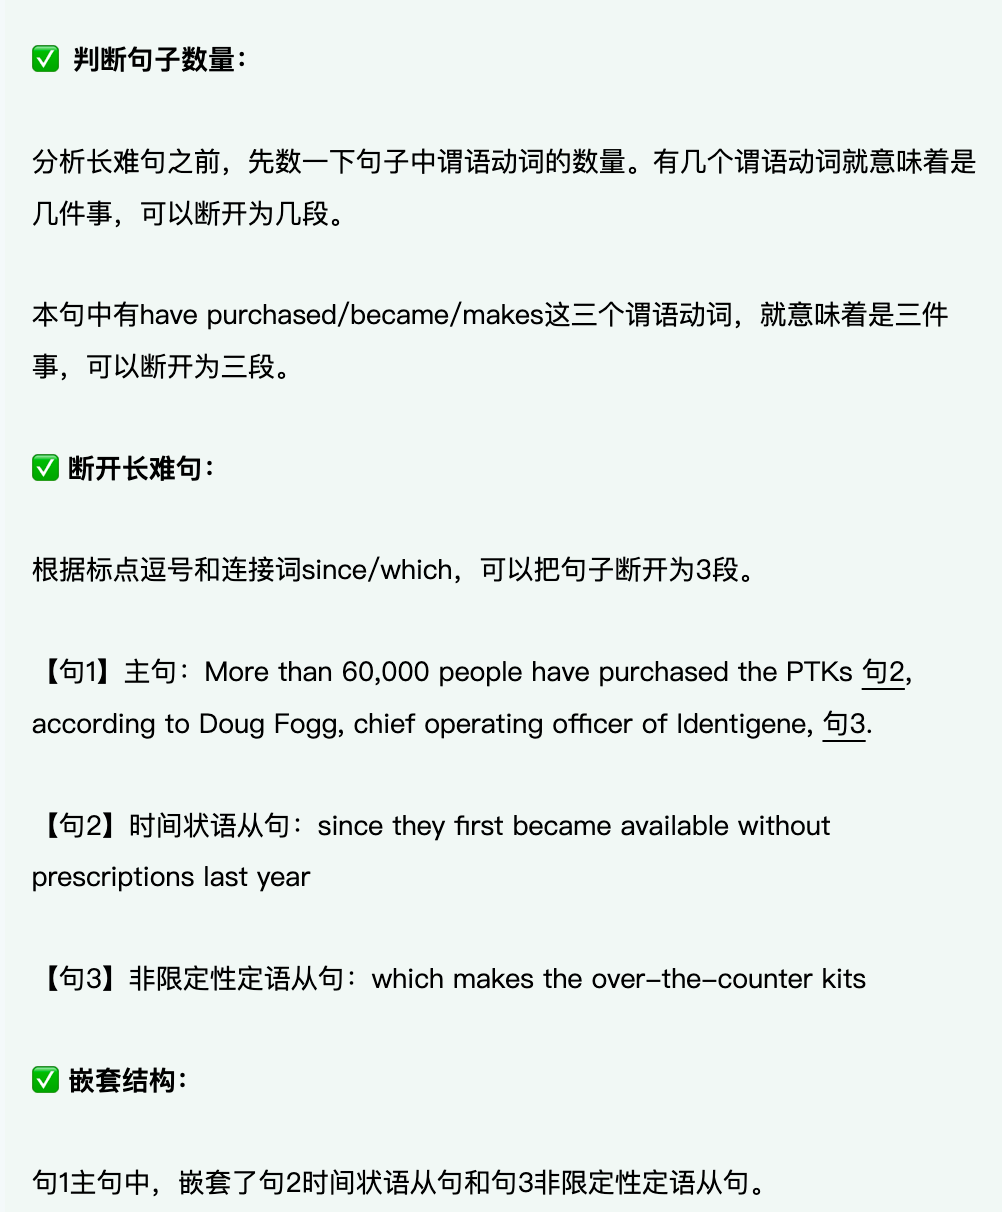 ✅ 判断句子数量：
分析长难句之前，先数一下句子中谓语动词的数量。有几个谓语动词就意味着是
几件事，可以断开为几段。
本句中有have purchased/became/makes这三个谓语动词，就意味着是三件
事，可以断开为三段。
✅ 断开长难句：
根据标点逗号和连接词since/which，可以把句子断开为3段。
【句1】主句：More than 60,000 people have purchased the PTKs 句2,
according to Doug Fogg, chief operating officer of Identigene, 句3.
【句2】时间状语从句：since they first became available without
prescriptions last year
【句3】非限定性定语从句：which makes the over–the–counter kits
✅ 嵌套结构：
句1主句中，嵌套了句2时间状语从句和句3非限定性定语从句。